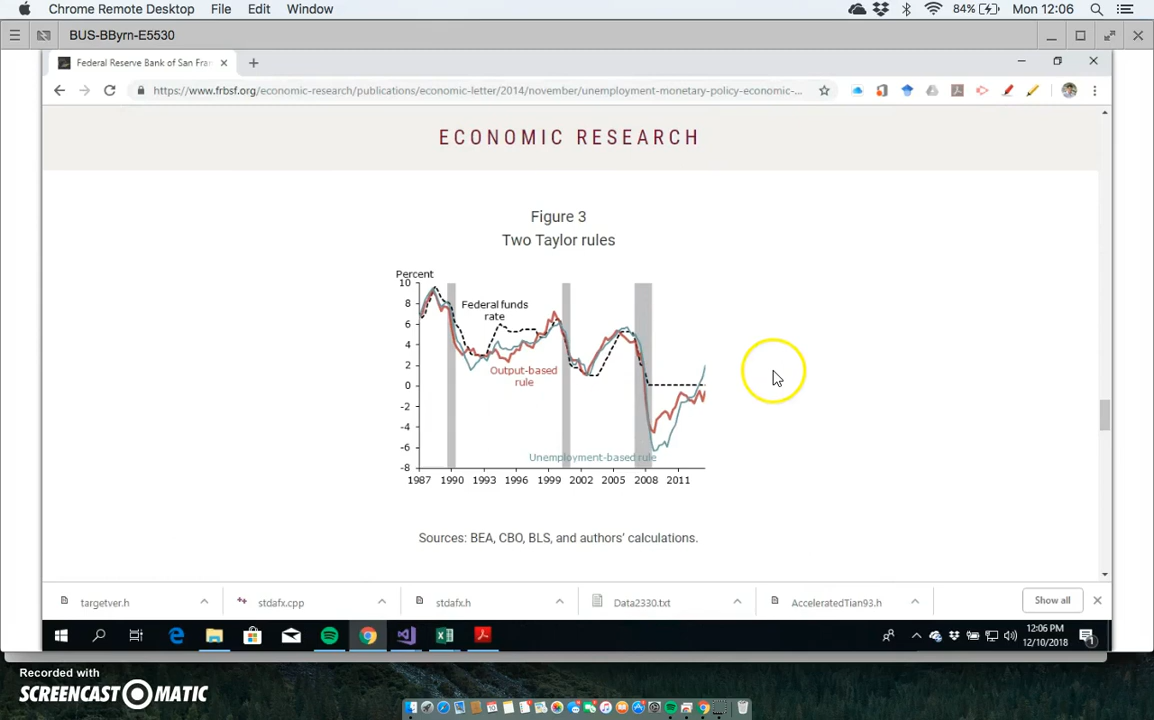 Chrome Remote Desktop File Edit Window 84% Mon 12:06
BUS-BByrn-E5530
Federal Reserve Bank of San Fran
https://www.frbsf.org/economic-research/publications/economic-letter/2014/november/unemployment-monetary-policy-economic-...
ECONOMIC RESEARCH
Figure 3
Two Taylor rules
Percent
10
8
6
4
2
0
-2
-4
-6
-8
Federal funds
rate
Output-based
rule
Unemployment-based rule
1987 1990 1993 1996 1999 2002 2005 2008 2011
Sources: BEA, CBO, BLS, and authors' calculations.
targetver.h stdafx.cpp stdafx.h Data2330.txt AcceleratedTian93.h Show all
12:06 PM
12/10/2018
1
Recorded with
SCREENCAST-O-MATIC